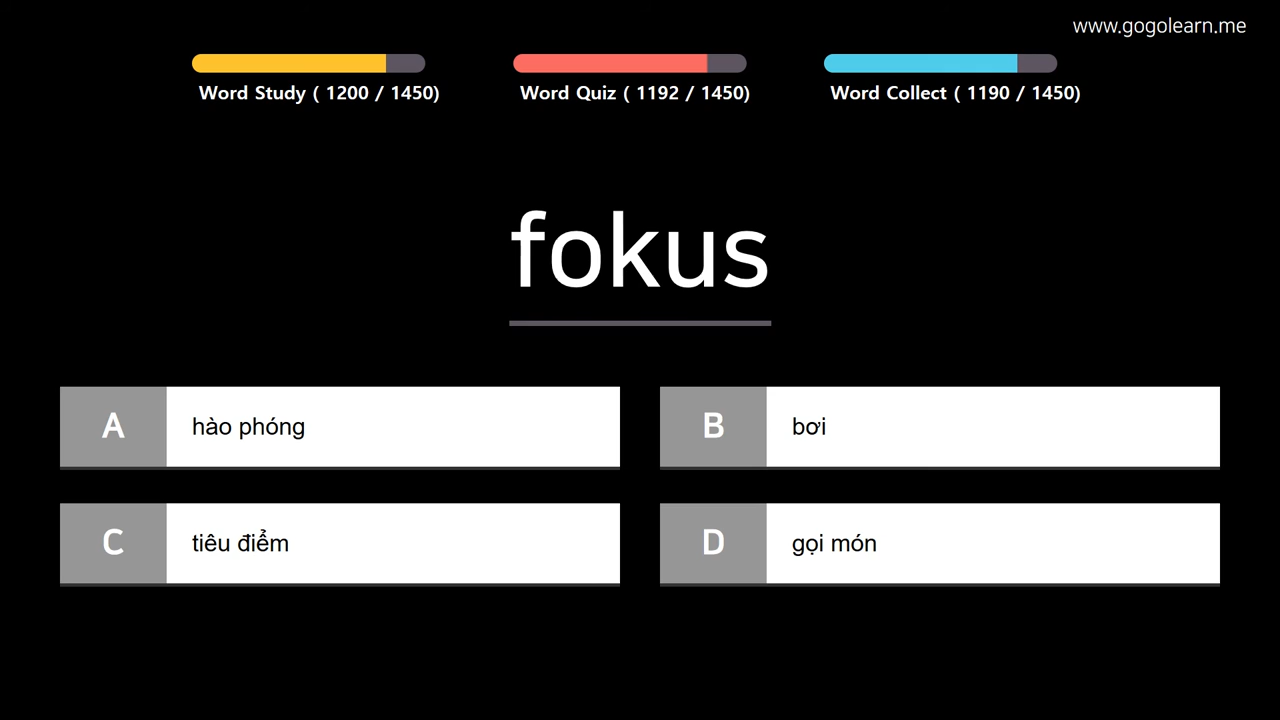 www.gogolearn.me
Word Study ( 1200 / 1450)
Word Quiz ( 1192 / 1450)
Word Collect ( 1190 / 1450)
fokus
A hào phóng
B bơi
C tiêu điểm
D gọi món